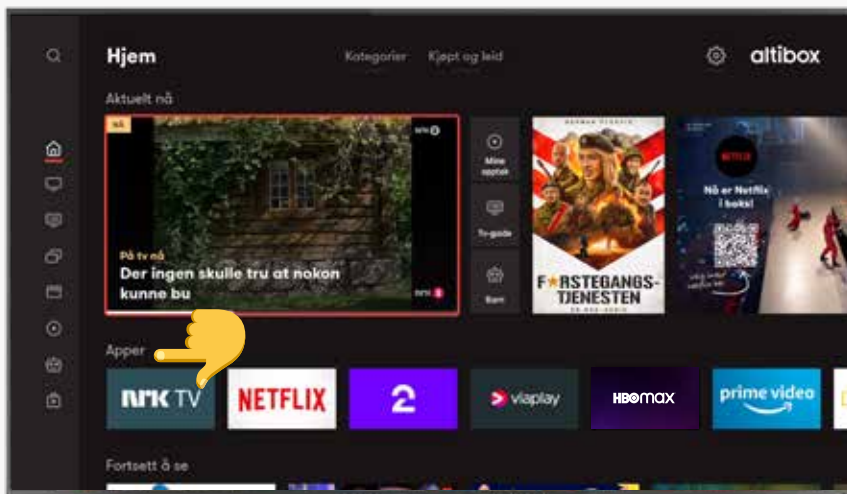 Hjem
Kategorier
Kjøpt og leid
altibox
Aktuelt nå
NÅ
På tv nå
Der ingen skulle tru at nokon
kunne bu
Mine
opptak
Tv-guide
Barn
F★RSTEGANGS-
TJENESTEN
NETFLIX
Nå er Netflix
i boks!
Apper
NRK TV
NETFLIX
2
viaplay
HBOmax
prime video
D
Fortsett å se